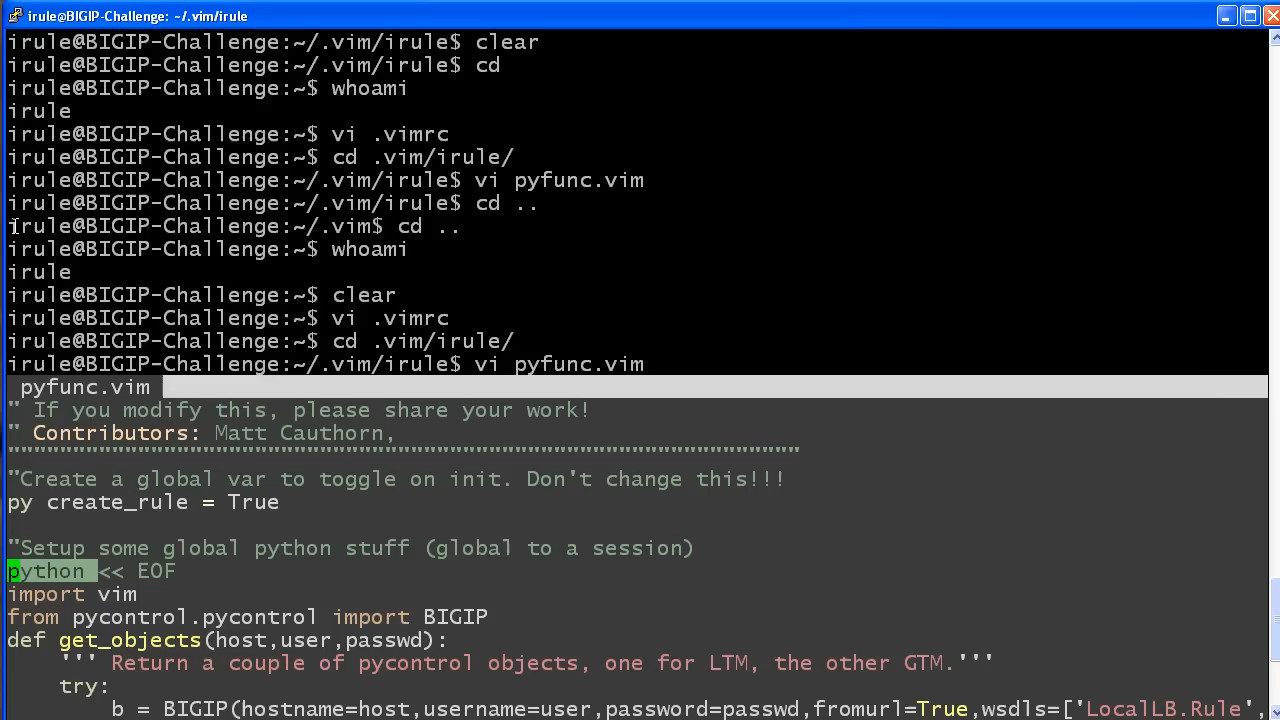 irule@BIGIP-Challenge: ~/.vim/irule
irule@BIGIP-Challenge:~/.vim/irule$ clear
irule@BIGIP-Challenge:~/.vim/irule$ cd
irule@BIGIP-Challenge:~$ whoami
irule
irule@BIGIP-Challenge:~$ vi .vimrc
irule@BIGIP-Challenge:~$ cd .vim/irule/
irule@BIGIP-Challenge:~/.vim/irule$ vi pyfunc.vim
irule@BIGIP-Challenge:~/.vim/irule$ cd ..
irule@BIGIP-Challenge:~/.vim$ cd ..
irule@BIGIP-Challenge:~$ whoami
irule
irule@BIGIP-Challenge:~$ clear
irule@BIGIP-Challenge:~$ vi .vimrc
irule@BIGIP-Challenge:~$ cd .vim/irule/
irule@BIGIP-Challenge:~/.vim/irule$ vi pyfunc.vim
pyfunc.vim
" If you modify this, please share your work!
" Contributors: Matt Cauthorn,
"""""""""""""""""""""""""""""""""""""""""""""""""""""""""""""
"Create a global var to toggle on init. Don't change this!!!
py create_rule = True
"Setup some global python stuff (global to a session)
python << EOF
import vim
from pycontrol.pycontrol import BIGIP
def get_objects(host,user,passwd):
''' Return a couple of pycontrol objects, one for LTM, the other GTM.'''
try:
b = BIGIP(hostname=host,username=user,password=passwd,fromurl=True,wsdls=['LocalLB.Rule',